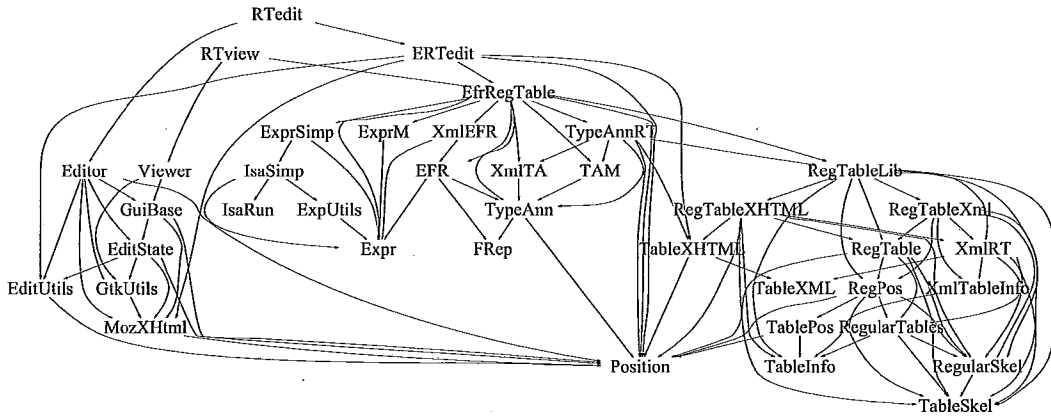 RTedit
RTview ERTedit
EfrRegTable
ExprSimp ExprM XmlEFR TypeAnnRT
Editor Viewer IsaSimp EFR XmlTA TAM RegTableLib
GuiBase IsaRun ExpUtils TypeAnn RegTableXHTML RegTableXml
EditState Expr FRep TableXHTML RegTable XmlRT
EditUtils GtkUtils TableXML RegPos XmlTableInfo
MozXHtml TablePos RegularTables
Position TableInfo RegularSkel
TableSkel